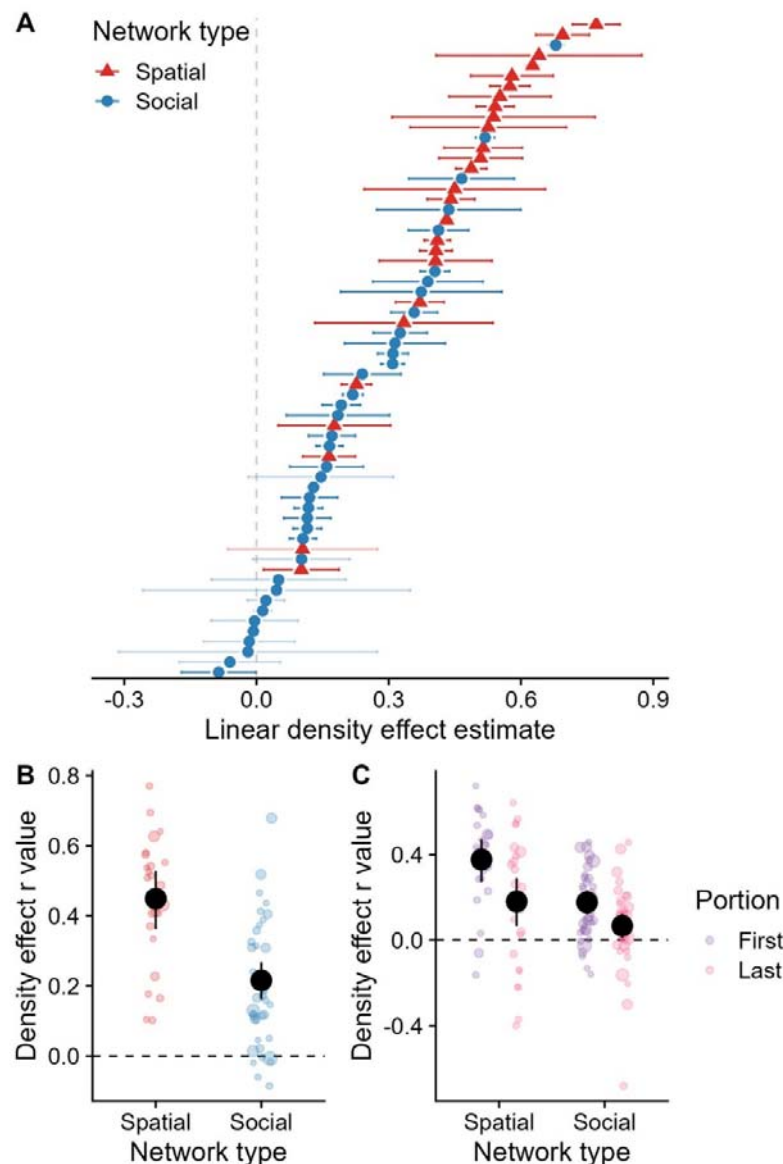 A
Network type
Spatial
Social
-0.3 0.0 0.3 0.6 0.9
Linear density effect estimate
B
Density effect r value
0.8
0.6
0.4
0.2
0.0
Spatial Social
Network type
C
Density effect r value
0.4
0.0
-0.4
Spatial Social
Network type
Portion
First
Last